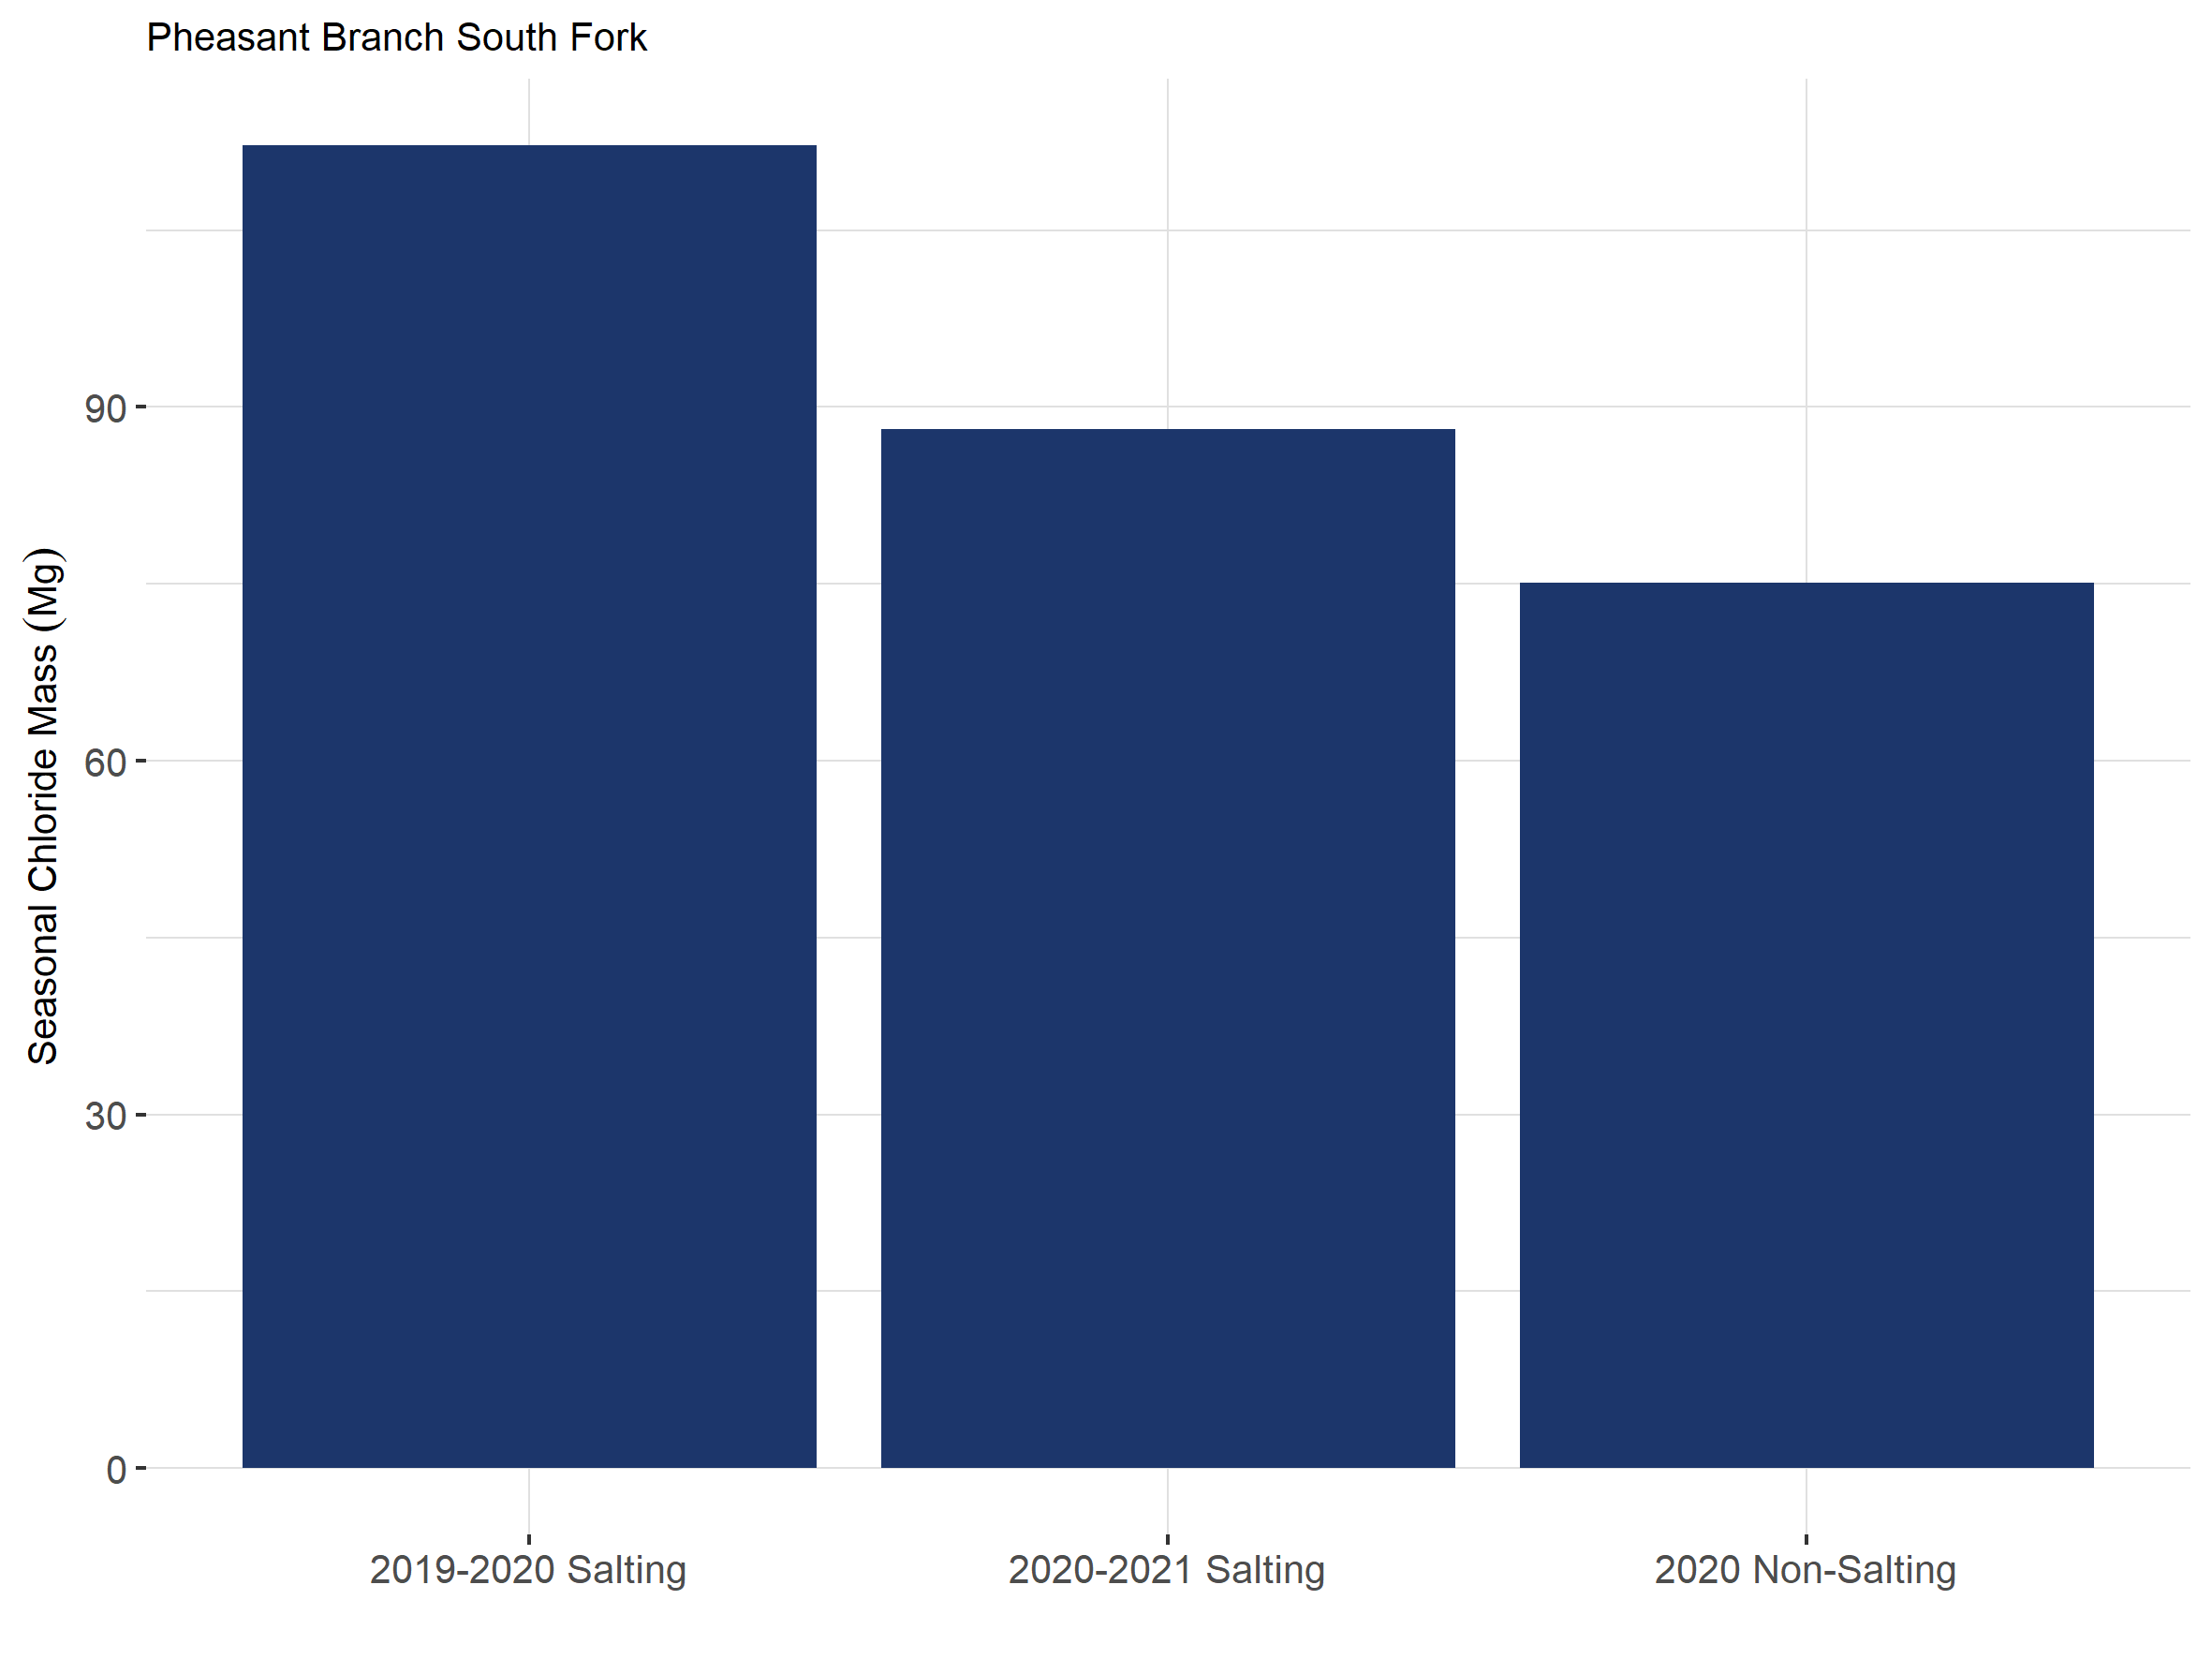 Pheasant Branch South Fork
Seasonal Chloride Mass (Mg)
90
60
30
0
2019-2020 Salting
2020-2021 Salting
2020 Non-Salting